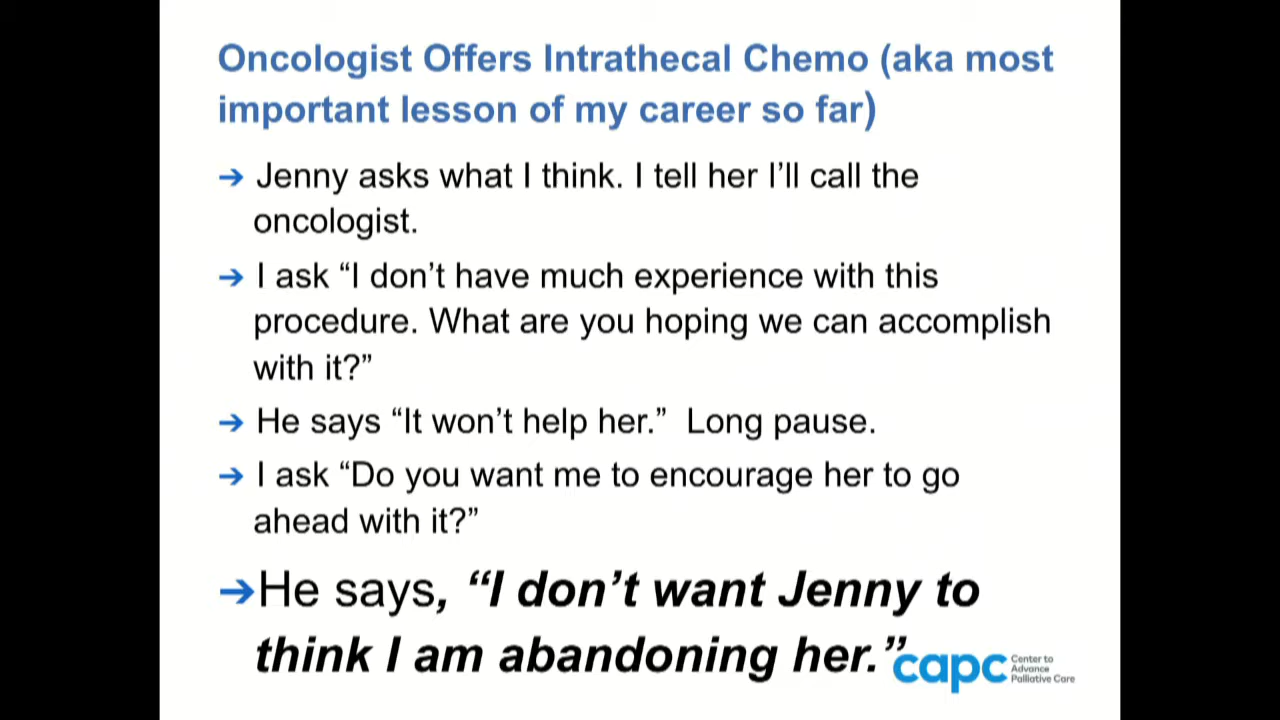 Oncologist Offers Intrathecal Chemo (aka most
important lesson of my career so far)
➔ Jenny asks what I think. I tell her I’ll call the
oncologist.
➔ I ask “I don’t have much experience with this
procedure. What are you hoping we can accomplish
with it?”
➔ He says “It won’t help her.”  Long pause.
➔ I ask “Do you want me to encourage her to go
ahead with it?”
➔He says, “I don’t want Jenny to
think I am abandoning her.”
capc
Center to
Advance
Palliative Care